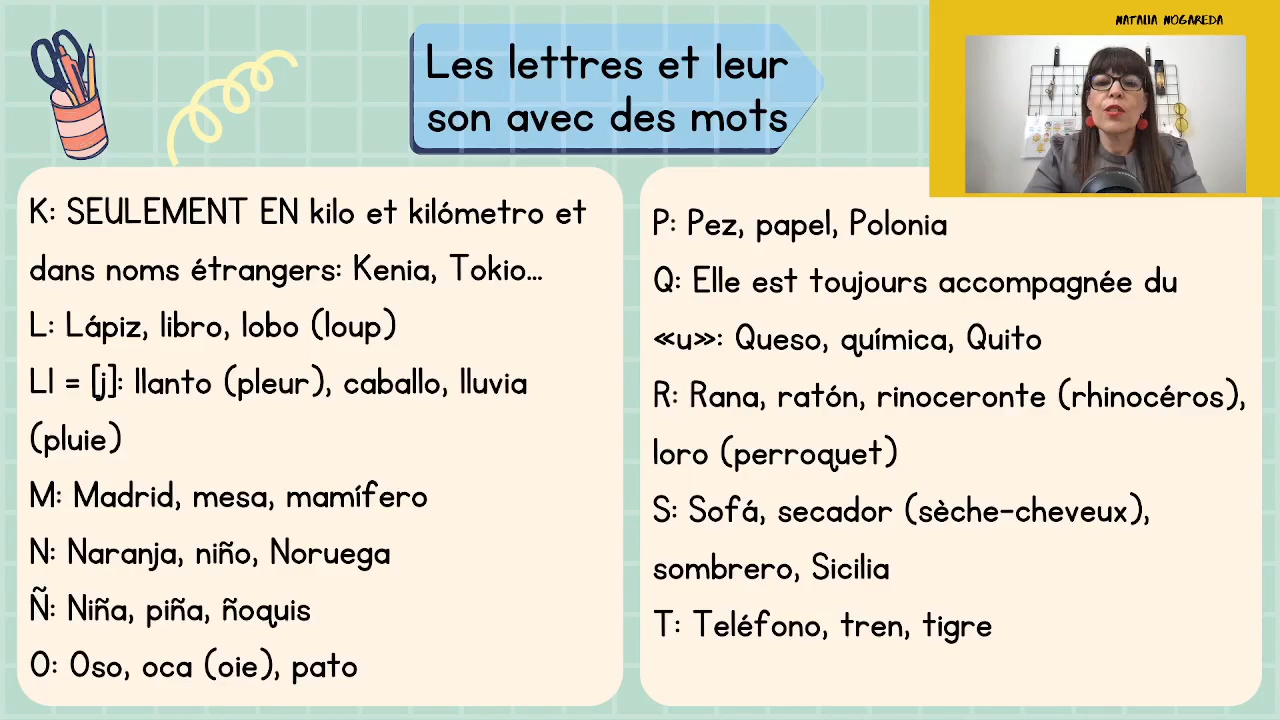 NATALIA NOGAREDA
Les lettres et leur
son avec des mots
K: SEULEMENT EN kilo et kilómetro et
dans noms étrangers: Kenia, Tokio...
L: Lápiz, libro, lobo (loup)
Ll = [j]: llanto (pleur), caballo, lluvia
(pluie)
M: Madrid, mesa, mamífero
N: Naranja, niño, Noruega
Ñ: Niña, piña, ñoquis
O: Oso, oca (oie), pato
P: Pez, papel, Polonia
Q: Elle est toujours accompagnée du
«u»: Queso, química, Quito
R: Rana, ratón, rinoceronte (rhinocéros),
loro (perroquet)
S: Sofá, secador (sèche-cheveux),
sombrero, Sicilia
T: Teléfono, tren, tigre